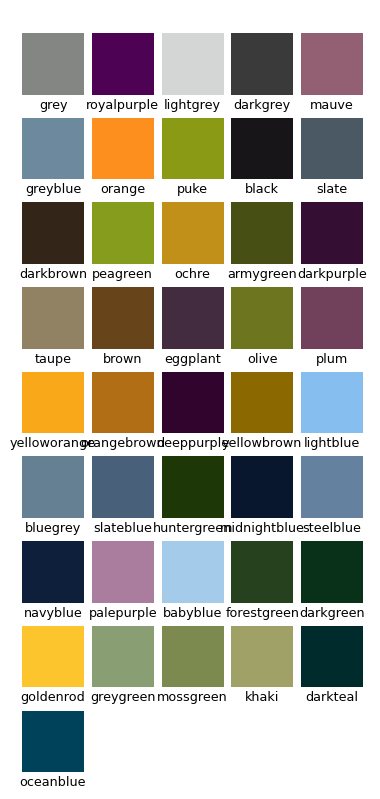 grey royalpurple lightgrey darkgrey mauve
greyblue orange puke black slate
darkbrown peagreen ochre armygreen darkpurple
taupe brown eggplant olive plum
yelloworange orangebrown deeppurple yellowbrown lightblue
bluegrey slateblue huntergreen midnightblue steelblue
navyblue palepurple babyblue forestgreen darkgreen
goldenrod greygreen mossgreen khaki darkteal
oceanblue